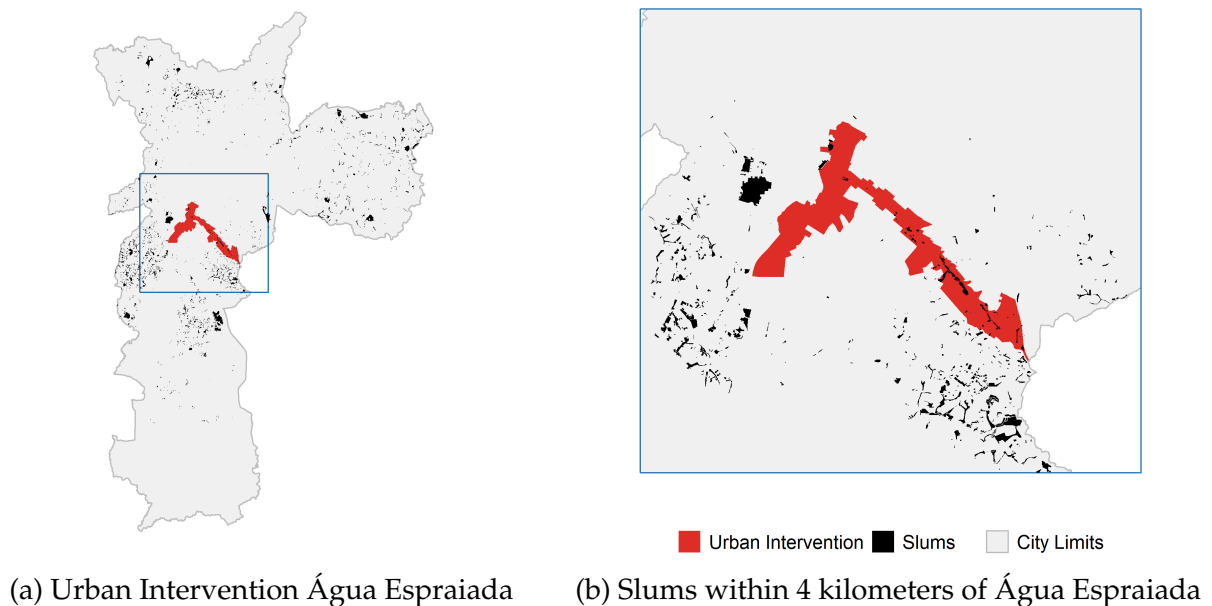 Urban Intervention Slums City Limits
(a) Urban Intervention Água Espraiada (b) Slums within 4 kilometers of Água Espraiada